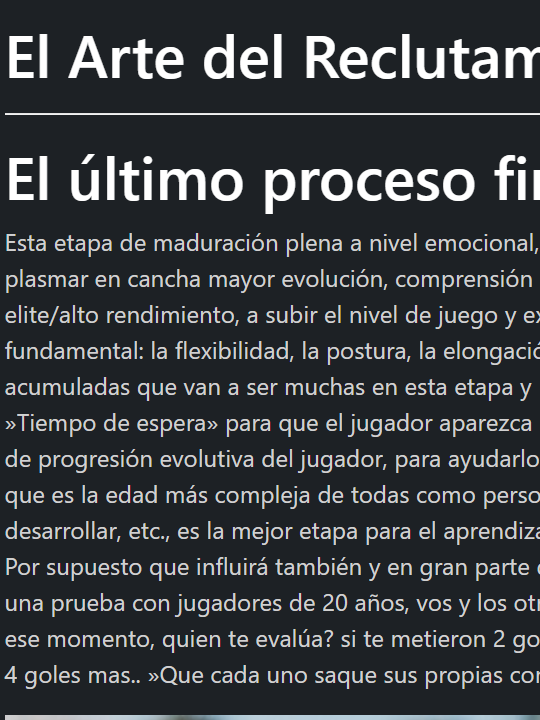 El Arte del Reclutam
El último proceso fin
Esta etapa de maduración plena a nivel emocional,
plasmar en cancha mayor evolución, comprensión
elite/alto rendimiento, a subir el nivel de juego y ex
fundamental: la flexibilidad, la postura, la elongació
acumuladas que van a ser muchas en esta etapa y
»Tiempo de espera» para que el jugador aparezca
de progresión evolutiva del jugador, para ayudarlo
que es la edad más compleja de todas como perso
desarrollar, etc., es la mejor etapa para el aprendiza
Por supuesto que influirá también y en gran parte
una prueba con jugadores de 20 años, vos y los otr
ese momento, quien te evalúa? si te metieron 2 go
4 goles mas.. »Que cada uno saque sus propias con